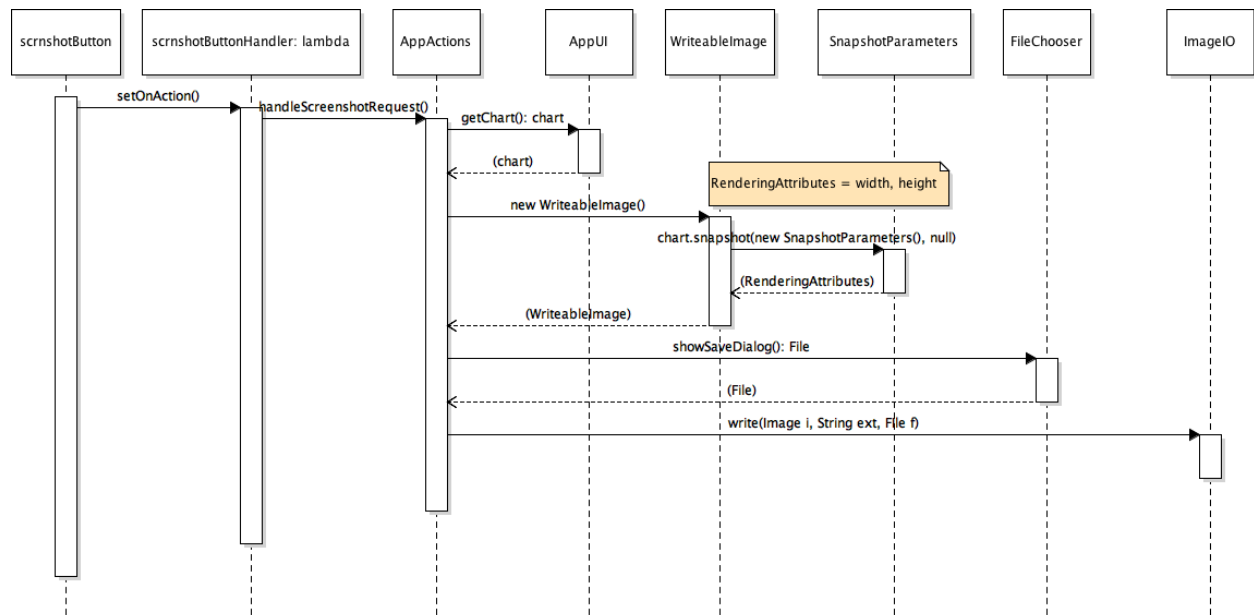 scrnshotButton
scrnshotButtonHandler: lambda
AppActions
AppUI
WriteableImage
SnapshotParameters
FileChooser
ImageIO
setOnAction()
handleScreenshotRequest()
getChart(): chart
(chart)
RenderingAttributes = width, height
new WriteableImage()
chart.snapshot(new SnapshotParameters(), null)
(RenderingAttributes)
(WriteableImage)
showSaveDialog(): File
(File)
write(Image i, String ext, File f)